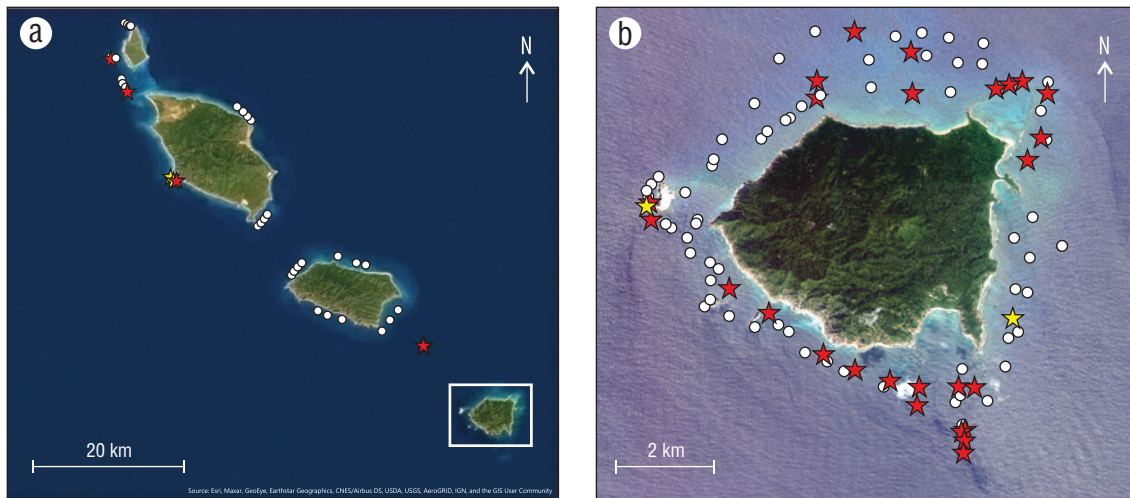 a
N
20 km
Source: Esri, Maxar, GeoEye, Earthstar Geographics, CNES/Airbus DS, USDA, USGS, AeroGRID, IGN, and the GIS User Community
b
N
2 km